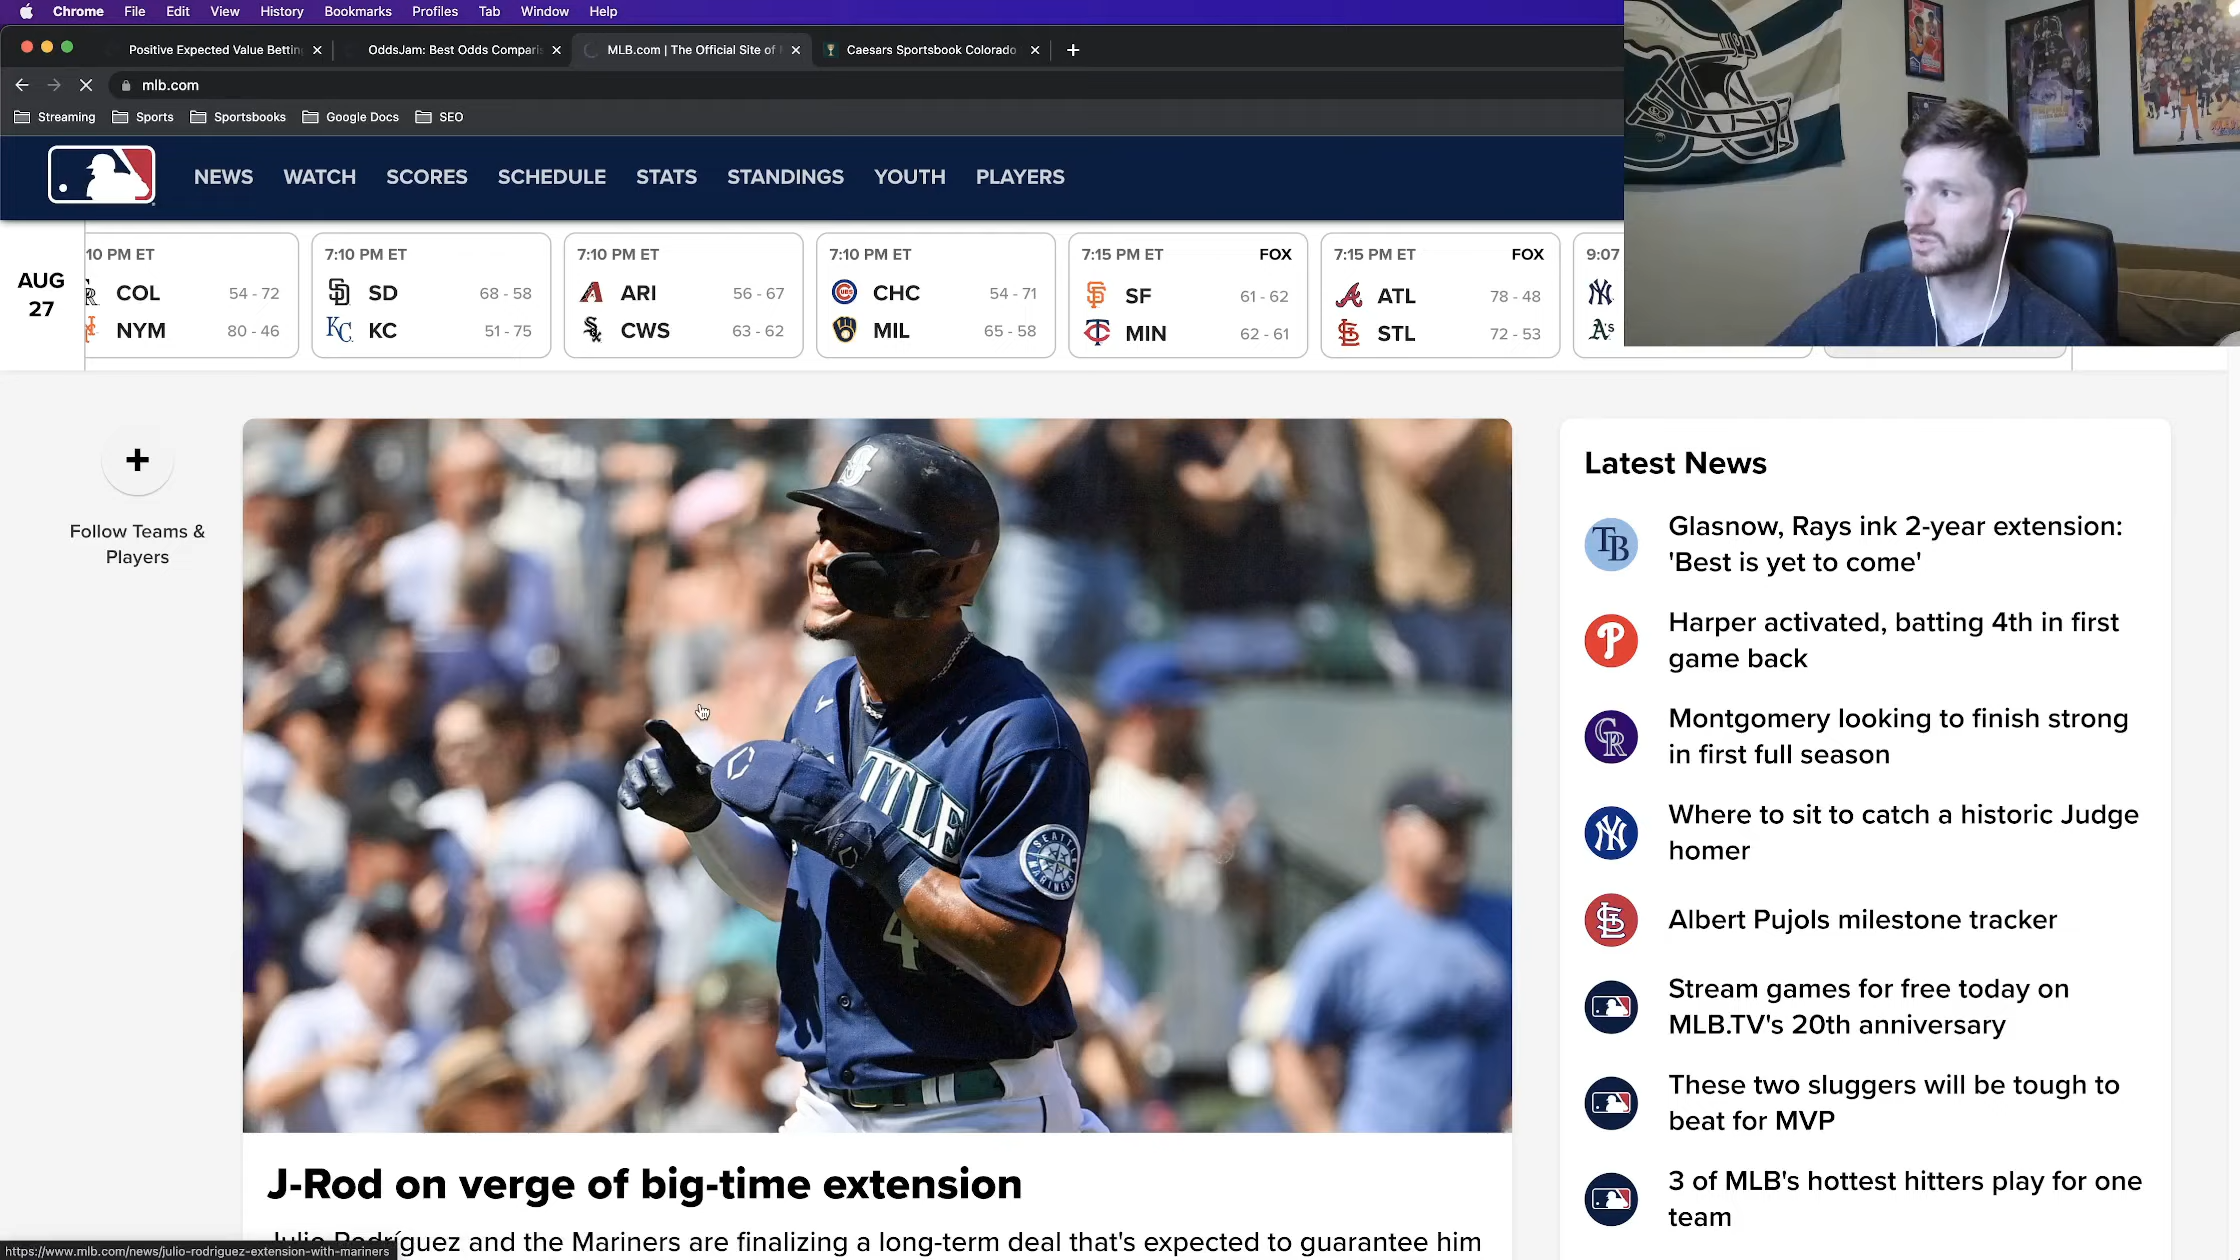 Chrome File Edit View History Bookmarks Profiles Tab Window Help
Positive Expected Value Bettin
OddsJam: Best Odds Comparis
MLB.com | The Official Site of
Caesars Sportsbook Colorado
mlb.com
Streaming Sports Sportsbooks Google Docs SEO
NEWS WATCH SCORES SCHEDULE STATS STANDINGS YOUTH PLAYERS
AUG
27
10 PM ET
COL 54 - 72
NYM 80 - 46
7:10 PM ET
SD 68 - 58
KC 51 - 75
7:10 PM ET
ARI 56 - 67
CWS 63 - 62
7:10 PM ET
CHC 54 - 71
MIL 65 - 58
7:15 PM ET FOX
SF 61 - 62
MIN 62 - 61
7:15 PM ET FOX
ATL 78 - 48
STL 72 - 53
9:07
A's
Follow Teams &
Players
TTLE
4
SEATTLE
MARINERS
J-Rod on verge of big-time extension
Julio Rodríguez and the Mariners are finalizing a long-term deal that's expected to guarantee him
https://www.mlb.com/news/julio-rodriguez-extension-with-mariners
Latest News
Glasnow, Rays ink 2-year extension:
'Best is yet to come'
Harper activated, batting 4th in first
game back
Montgomery looking to finish strong
in first full season
Where to sit to catch a historic Judge
homer
Albert Pujols milestone tracker
Stream games for free today on
MLB.TV's 20th anniversary
These two sluggers will be tough to
beat for MVP
3 of MLB's hottest hitters play for one
team